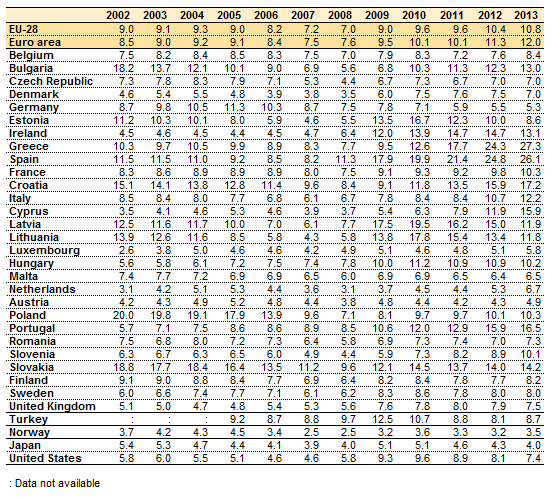 2002 2003 2004 2005 2006 2007 2008 2009 2010 2011 2012 2013
EU-28 9.0 9.1 9.3 9.0 8.2 7.2 7.0 9.0 9.6 9.6 10.4 10.8
Euro area 8.5 9.0 9.2 9.1 8.4 7.5 7.6 9.5 10.1 10.1 11.3 12.0
Belgium 7.5 8.2 8.4 8.5 8.3 7.5 7.0 7.9 8.3 7.2 7.6 8.4
Bulgaria 18.2 13.7 12.1 10.1 9.0 6.9 5.6 6.8 10.3 11.3 12.3 13.0
Czech Republic 7.3 7.8 8.3 7.9 7.1 5.3 4.4 6.7 7.3 6.7 7.0 7.0
Denmark 4.6 5.4 5.5 4.8 3.9 3.8 3.5 6.0 7.5 7.6 7.5 7.0
Germany 8.7 9.8 10.5 11.3 10.3 8.7 7.5 7.8 7.1 5.9 5.5 5.3
Estonia 11.2 10.3 10.1 8.0 5.9 4.6 5.5 13.5 16.7 12.3 10.0 8.6
Ireland 4.5 4.6 4.5 4.4 4.5 4.7 6.4 12.0 13.9 14.7 14.7 13.1
Greece 10.3 9.7 10.5 9.9 8.9 8.3 7.7 9.5 12.6 17.7 24.3 27.3
Spain 11.5 11.5 11.0 9.2 8.5 8.2 11.3 17.9 19.9 21.4 24.8 26.1
France 8.3 8.6 8.9 8.9 8.9 8.0 7.5 9.1 9.3 9.2 9.8 10.3
Croatia 15.1 14.1 13.8 12.8 11.4 9.6 8.4 9.1 11.8 13.5 15.9 17.2
Italy 8.5 8.4 8.0 7.7 6.8 6.1 6.7 7.8 8.4 8.4 10.7 12.2
Cyprus 3.5 4.1 4.6 5.3 4.6 3.9 3.7 5.4 6.3 7.9 11.9 15.9
Latvia 12.5 11.6 11.7 10.0 7.0 6.1 7.7 17.5 19.5 16.2 15.0 11.9
Lithuania 13.9 12.6 11.6 8.5 5.8 4.3 5.8 13.8 17.8 15.4 13.4 11.8
Luxembourg 2.6 3.8 5.0 4.6 4.6 4.2 4.9 5.1 4.6 4.8 5.1 5.8
Hungary 5.6 5.8 6.1 7.2 7.5 7.4 7.8 10.0 11.2 10.9 10.9 10.2
Malta 7.4 7.7 7.2 6.9 6.9 6.5 6.0 6.9 6.9 6.5 6.4 6.5
Netherlands 3.1 4.2 5.1 5.3 4.4 3.6 3.1 3.7 4.5 4.4 5.3 6.7
Austria 4.2 4.3 4.9 5.2 4.8 4.4 3.8 4.8 4.4 4.2 4.3 4.9
Poland 20.0 19.8 19.1 17.9 13.9 9.6 7.1 8.1 9.7 9.7 10.1 10.3
Portugal 5.7 7.1 7.5 8.6 8.6 8.9 8.5 10.6 12.0 12.9 15.9 16.5
Romania 7.5 6.8 8.0 7.2 7.3 6.4 5.8 6.9 7.3 7.4 7.0 7.3
Slovenia 6.3 6.7 6.3 6.5 6.0 4.9 4.4 5.9 7.3 8.2 8.9 10.1
Slovakia 18.8 17.7 18.4 16.4 13.5 11.2 9.6 12.1 14.5 13.7 14.0 14.2
Finland 9.1 9.0 8.8 8.4 7.7 6.9 6.4 8.2 8.4 7.8 7.7 8.2
Sweden 6.0 6.6 7.4 7.7 7.1 6.1 6.2 8.3 8.6 7.8 8.0 8.0
United Kingdom 5.1 5.0 4.7 4.8 5.4 5.3 5.6 7.6 7.8 8.0 7.9 7.5
Turkey : : : 9.2 8.7 8.8 9.7 12.5 10.7 8.8 8.1 8.7
Norway 3.7 4.2 4.3 4.5 3.4 2.5 2.5 3.2 3.6 3.3 3.2 3.5
Japan 5.4 5.3 4.7 4.4 4.1 3.9 4.0 5.1 5.1 4.6 4.3 4.0
United States 5.8 6.0 5.5 5.1 4.6 4.6 5.8 9.3 9.6 8.9 8.1 7.4
: Data not available